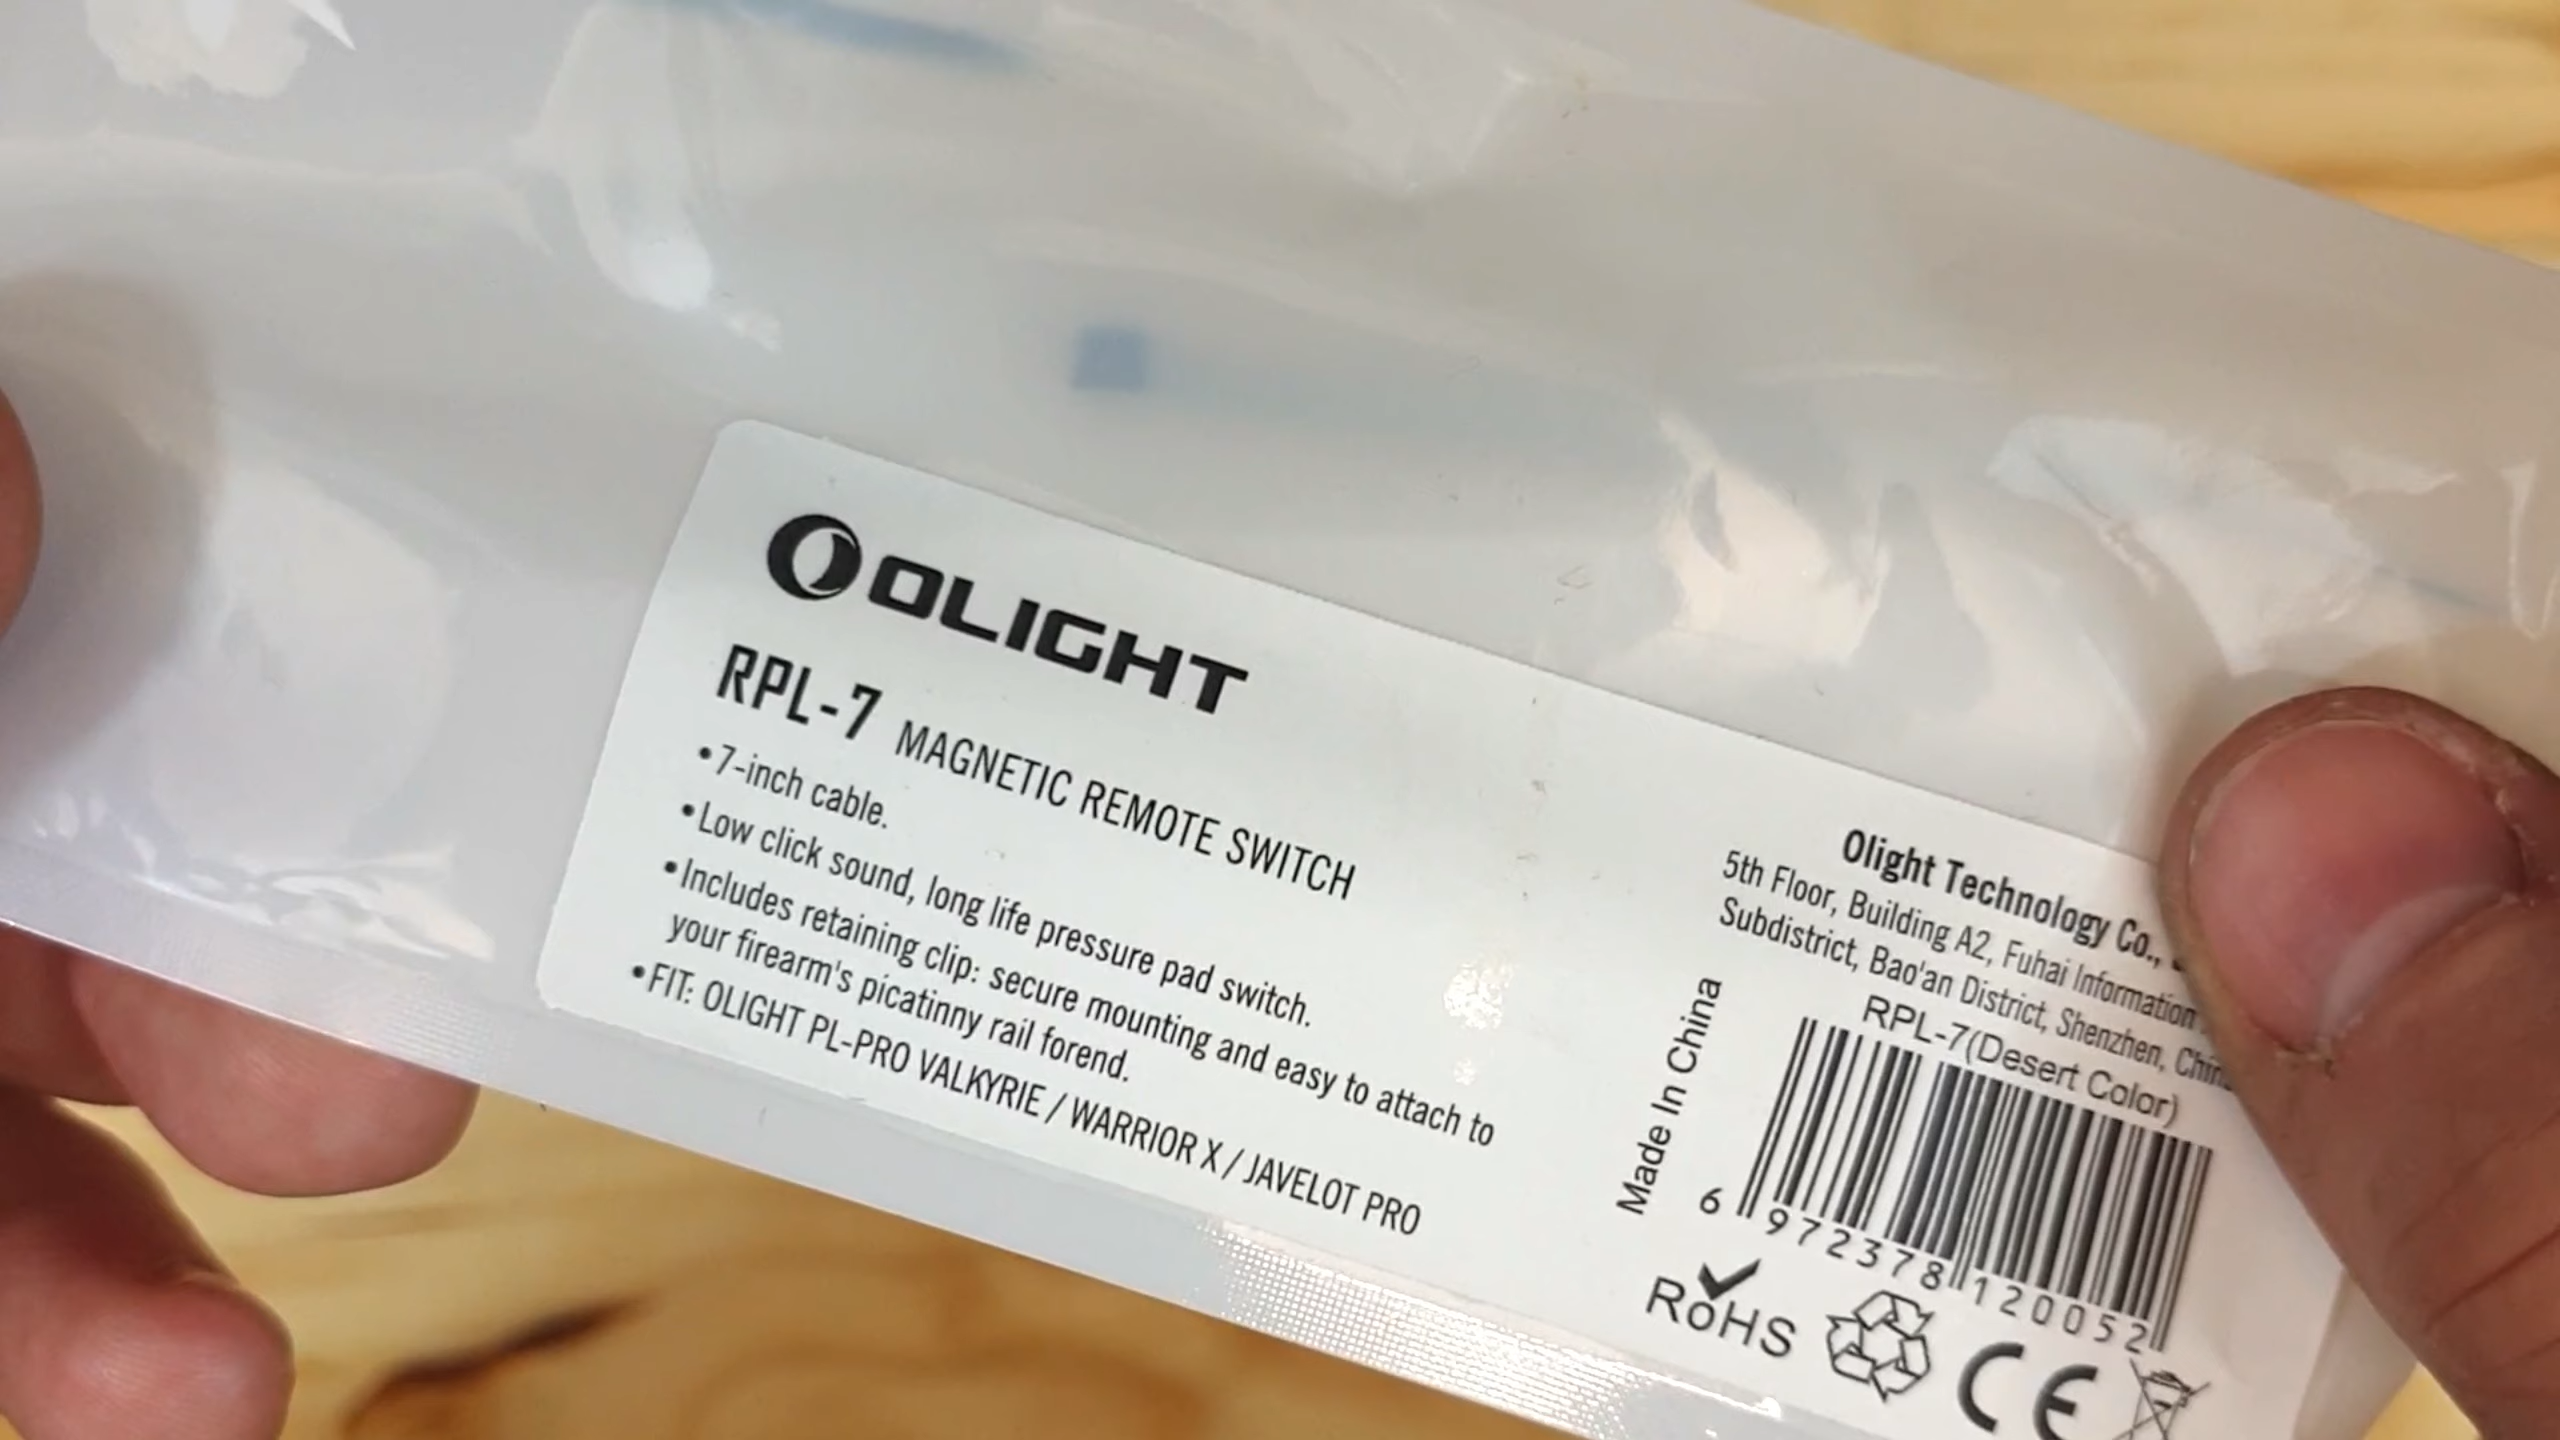 OLIGHT
RPL-7 MAGNETIC REMOTE SWITCH
•7-inch cable.
•Low click sound, long life pressure pad switch.
•Includes retaining clip: secure mounting and easy to attach to
your firearm's picatinny rail forend.
•FIT: OLIGHT PL-PRO VALKYRIE / WARRIOR X / JAVELOT PRO
Olight Technology Co.,
5th Floor, Building A2, Fuhai Information
Subdistrict, Bao'an District, Shenzhen,
Made In China
RPL-7(Desert Color)
6 972378 120052
RoHS
CE